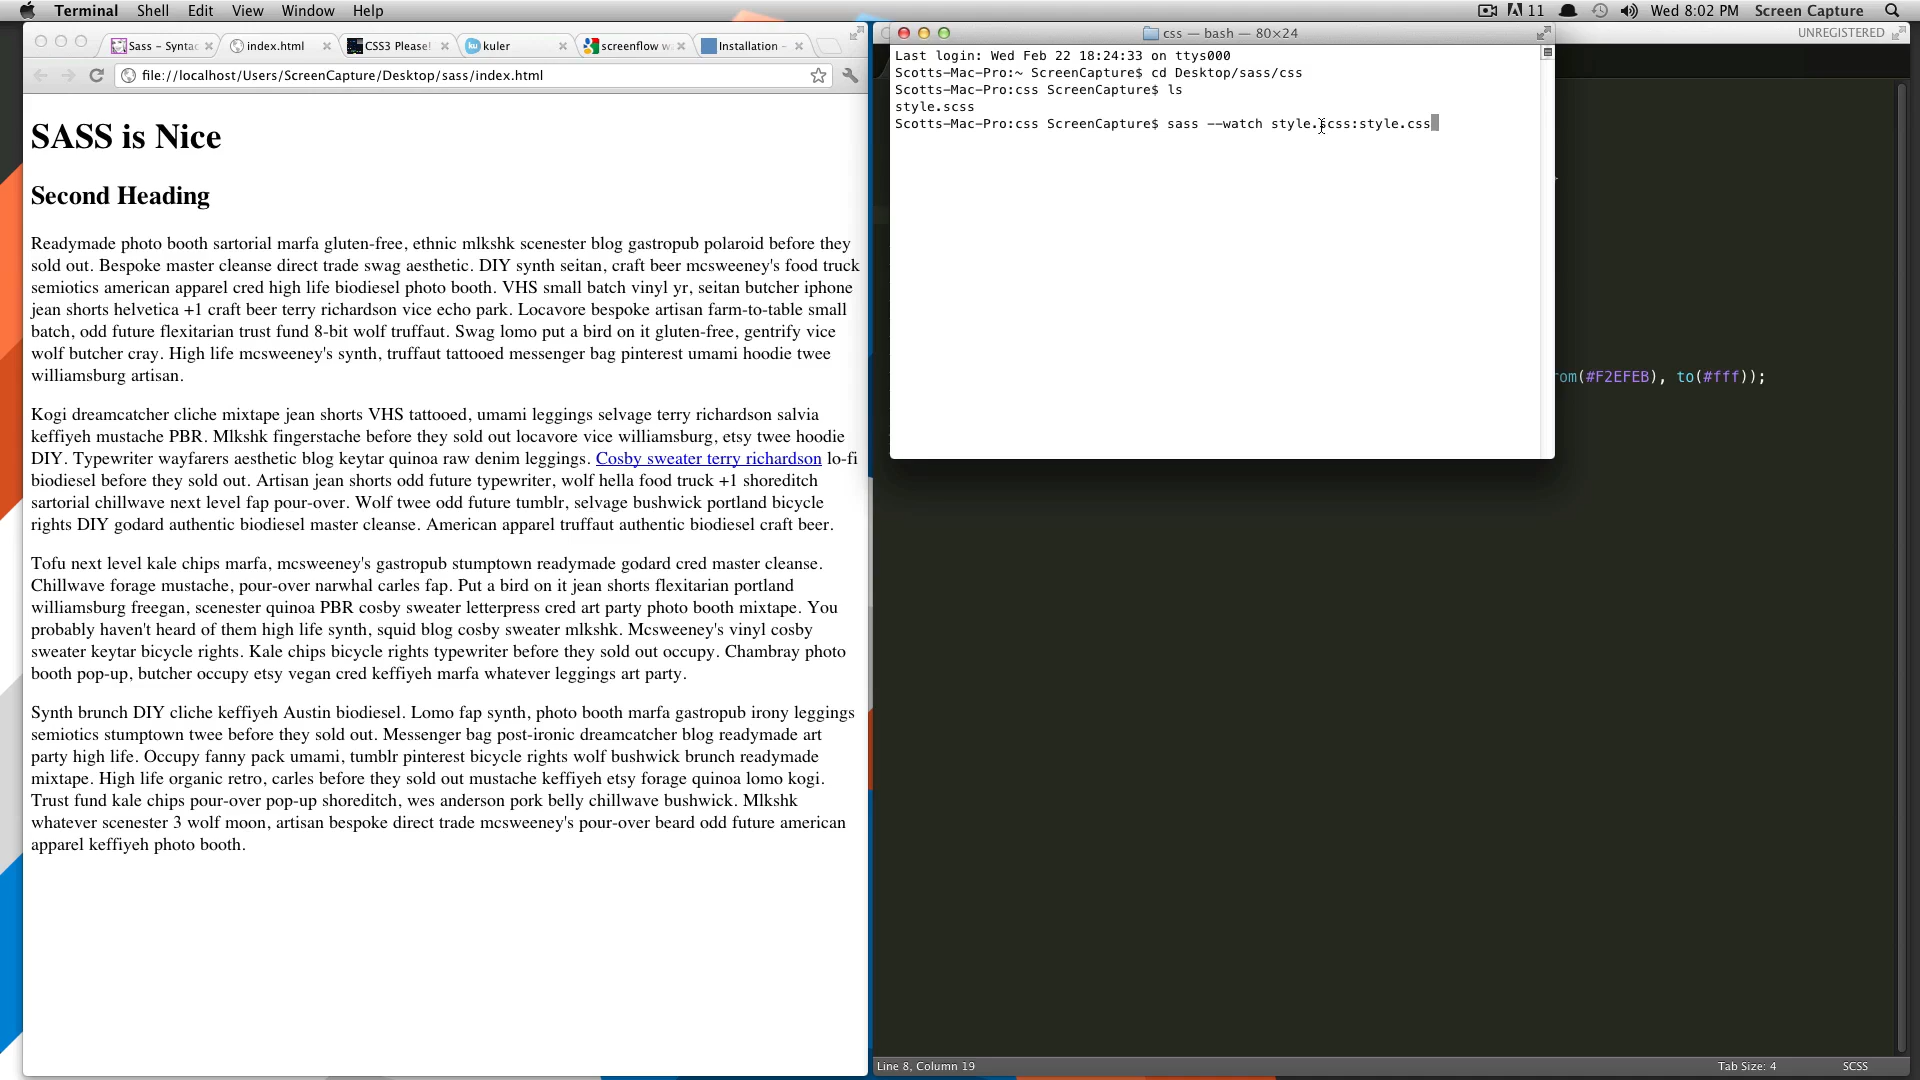 Terminal Shell Edit View Window Help
11 Wed 8:02 PM Screen Capture
Sass – Syntac
index.html
CSS3 Please!
ku kuler
screenflow w
Installation –
file://localhost/Users/ScreenCapture/Desktop/sass/index.html
SASS is Nice
Second Heading
Readymade photo booth sartorial marfa gluten-free, ethnic mlkshk scenester blog gastropub polaroid before they
sold out. Bespoke master cleanse direct trade swag aesthetic. DIY synth seitan, craft beer mcsweeney's food truck
semiotics american apparel cred high life biodiesel photo booth. VHS small batch vinyl yr, seitan butcher iphone
jean shorts helvetica +1 craft beer terry richardson vice echo park. Locavore bespoke artisan farm-to-table small
batch, odd future flexitarian trust fund 8-bit wolf truffaut. Swag lomo put a bird on it gluten-free, gentrify vice
wolf butcher cray. High life mcsweeney's synth, truffaut tattooed messenger bag pinterest umami hoodie twee
williamsburg artisan.
Kogi dreamcatcher cliche mixtape jean shorts VHS tattooed, umami leggings selvage terry richardson salvia
keffiyeh mustache PBR. Mlkshk fingerstache before they sold out locavore vice williamsburg, etsy twee hoodie
DIY. Typewriter wayfarers aesthetic blog keytar quinoa raw denim leggings. Cosby sweater terry richardson lo-fi
biodiesel before they sold out. Artisan jean shorts odd future typewriter, wolf hella food truck +1 shoreditch
sartorial chillwave next level fap pour-over. Wolf twee odd future tumblr, selvage bushwick portland bicycle
rights DIY godard authentic biodiesel master cleanse. American apparel truffaut authentic biodiesel craft beer.
Tofu next level kale chips marfa, mcsweeney's gastropub stumptown readymade godard cred master cleanse.
Chillwave forage mustache, pour-over narwhal carles fap. Put a bird on it jean shorts flexitarian portland
williamsburg freegan, scenester quinoa PBR cosby sweater letterpress cred art party photo booth mixtape. You
probably haven't heard of them high life synth, squid blog cosby sweater mlkshk. Mcsweeney's vinyl cosby
sweater keytar bicycle rights. Kale chips bicycle rights typewriter before they sold out occupy. Chambray photo
booth pop-up, butcher occupy etsy vegan cred keffiyeh marfa whatever leggings art party.
Synth brunch DIY cliche keffiyeh Austin biodiesel. Lomo fap synth, photo booth marfa gastropub irony leggings
semiotics stumptown twee before they sold out. Messenger bag post-ironic dreamcatcher blog readymade art
party high life. Occupy fanny pack umami, tumblr pinterest bicycle rights wolf bushwick brunch readymade
mixtape. High life organic retro, carles before they sold out mustache keffiyeh etsy forage quinoa lomo kogi.
Trust fund kale chips pour-over pop-up shoreditch, wes anderson pork belly chillwave bushwick. Mlkshk
whatever scenester 3 wolf moon, artisan bespoke direct trade mcsweeney's pour-over beard odd future american
apparel keffiyeh photo booth.
css — bash — 80×24
UNREGISTERED
Last login: Wed Feb 22 18:24:33 on ttys000
Scotts-Mac-Pro:~ ScreenCapture$ cd Desktop/sass/css
Scotts-Mac-Pro:css ScreenCapture$ ls
style.scss
Scotts-Mac-Pro:css ScreenCapture$ sass --watch style.scss:style.css
om(#F2EFEB), to(#fff));
Line 8, Column 19
Tab Size: 4
SCSS